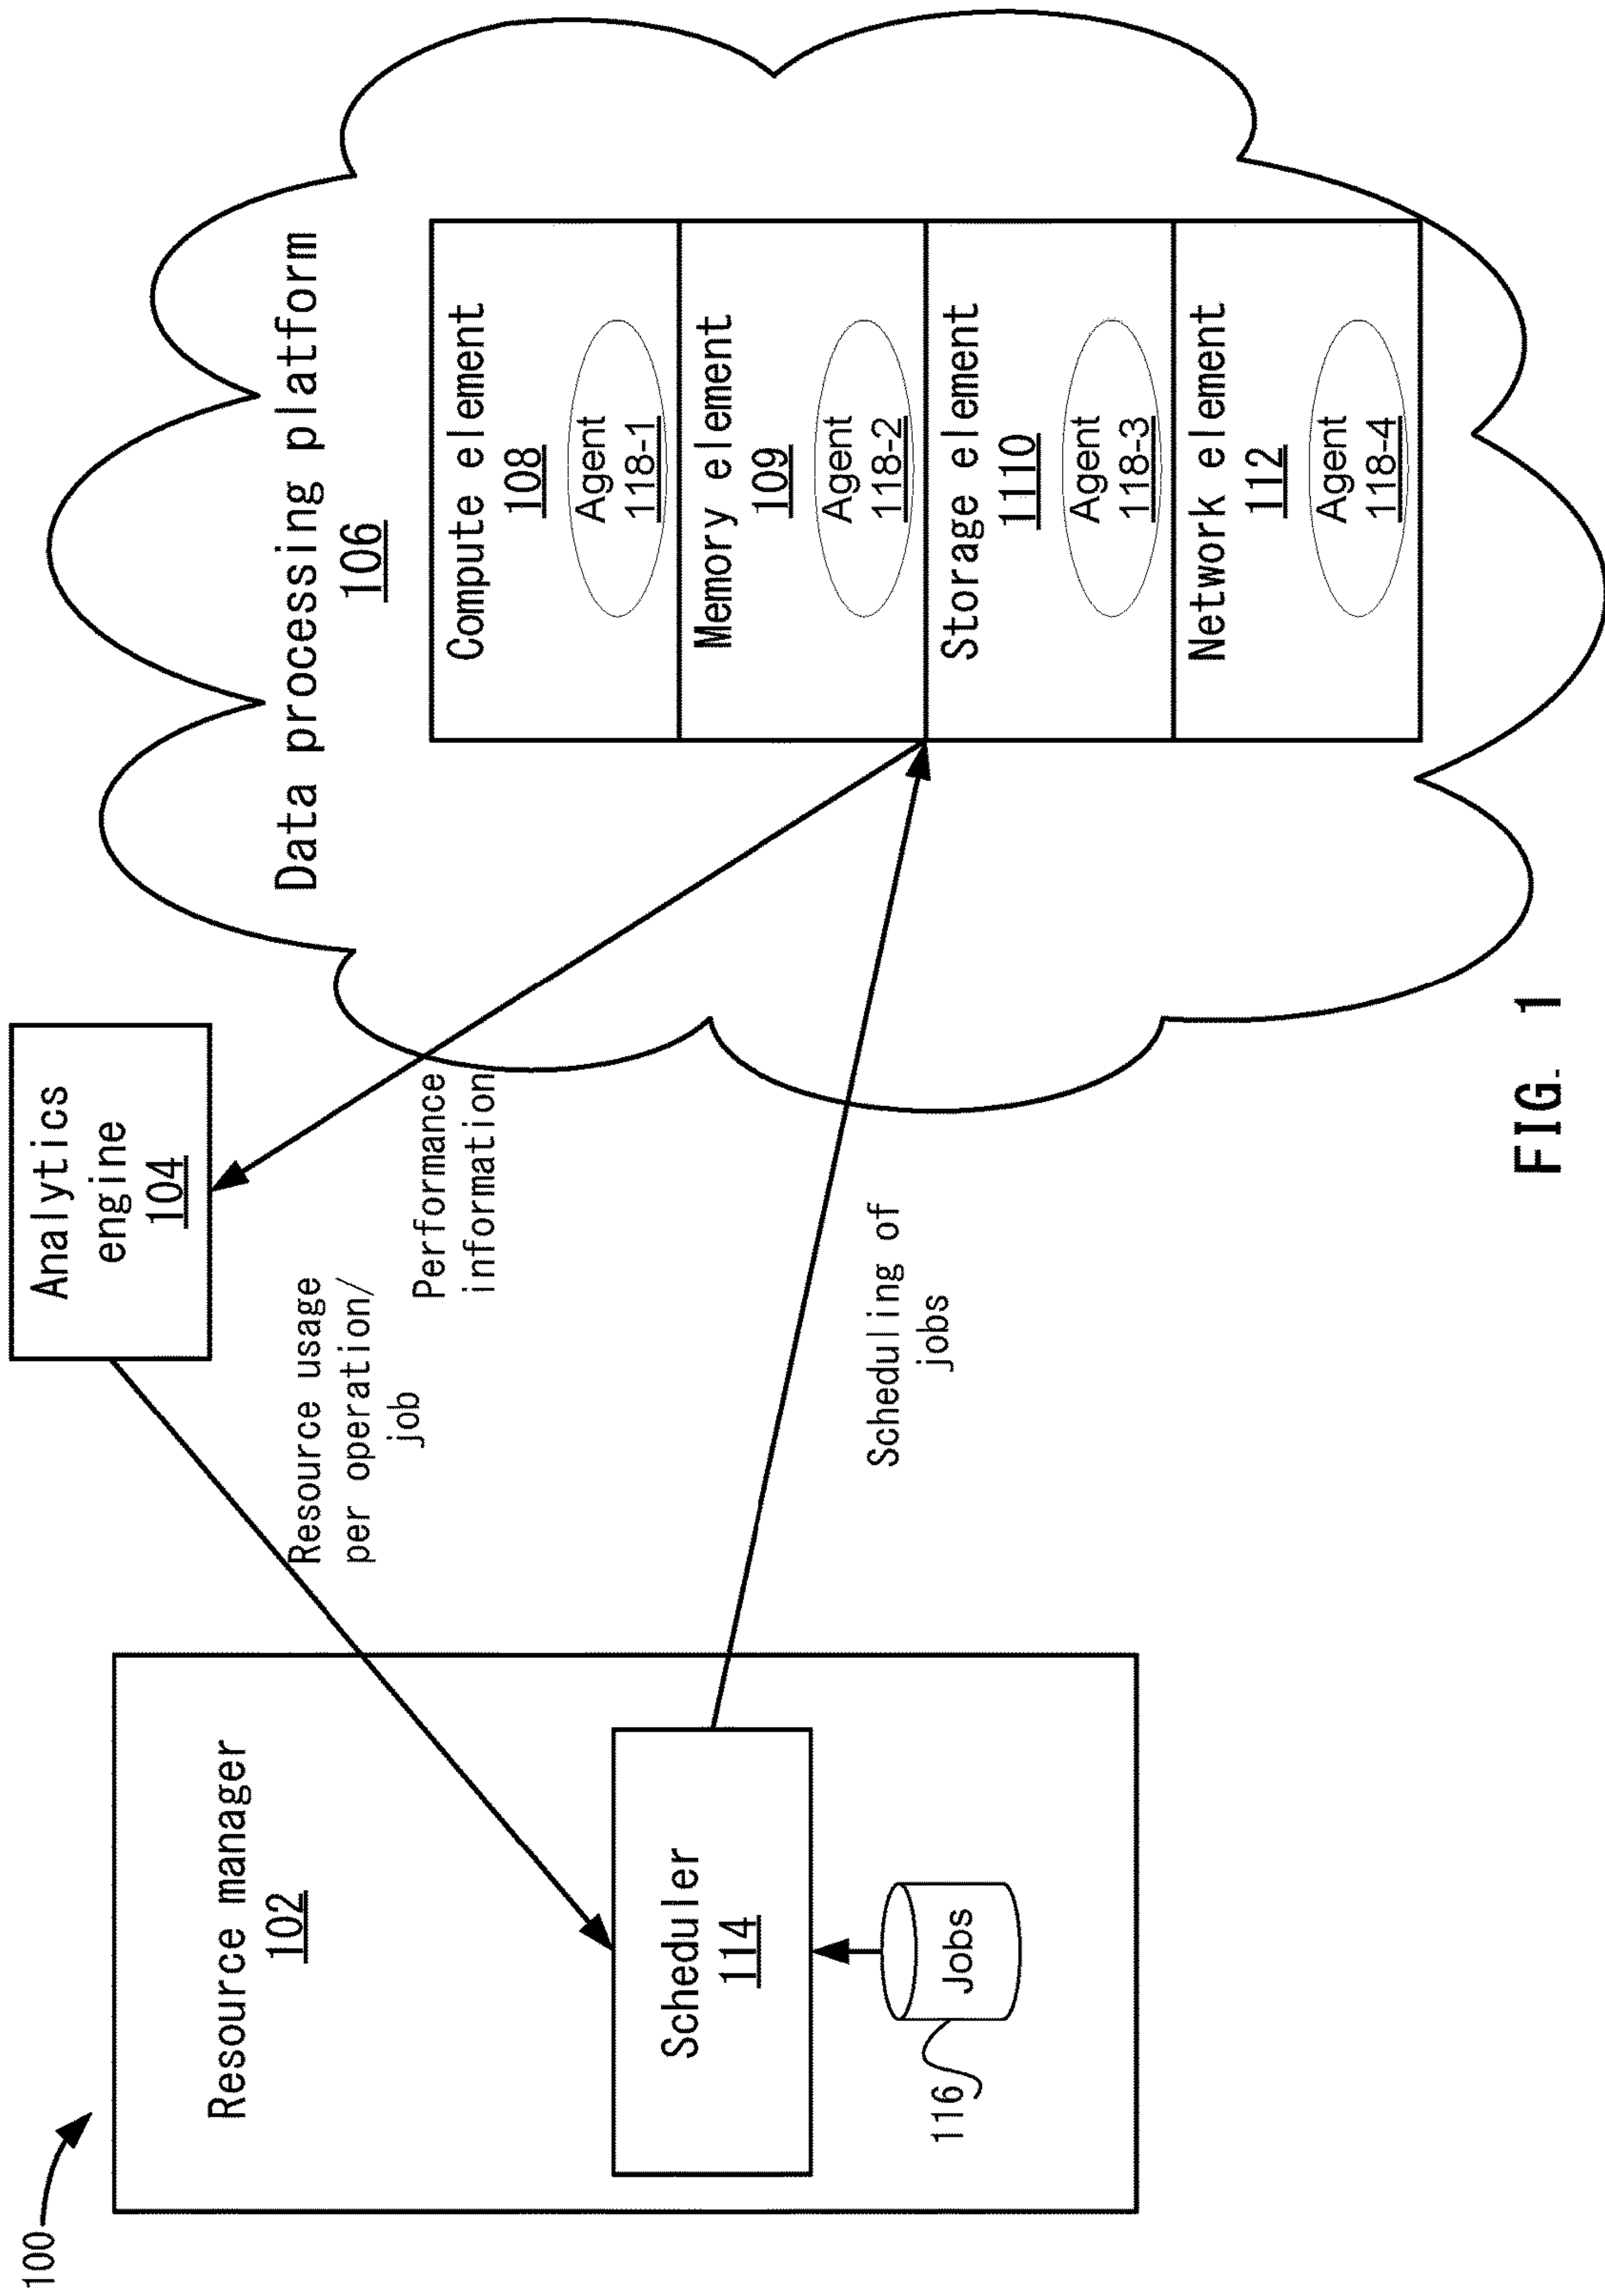 100
Resource manager
102
Scheduler
114
Jobs
116
Analytics
engine
104
Resource usage
per operation/
job
Performance
information
Scheduling of
jobs
Data processing platform
106
Compute element
108
Agent
118-1
Memory element
109
Agent
118-2
Storage element
1110
Agent
118-3
Network element
112
Agent
118-4
FIG. 1